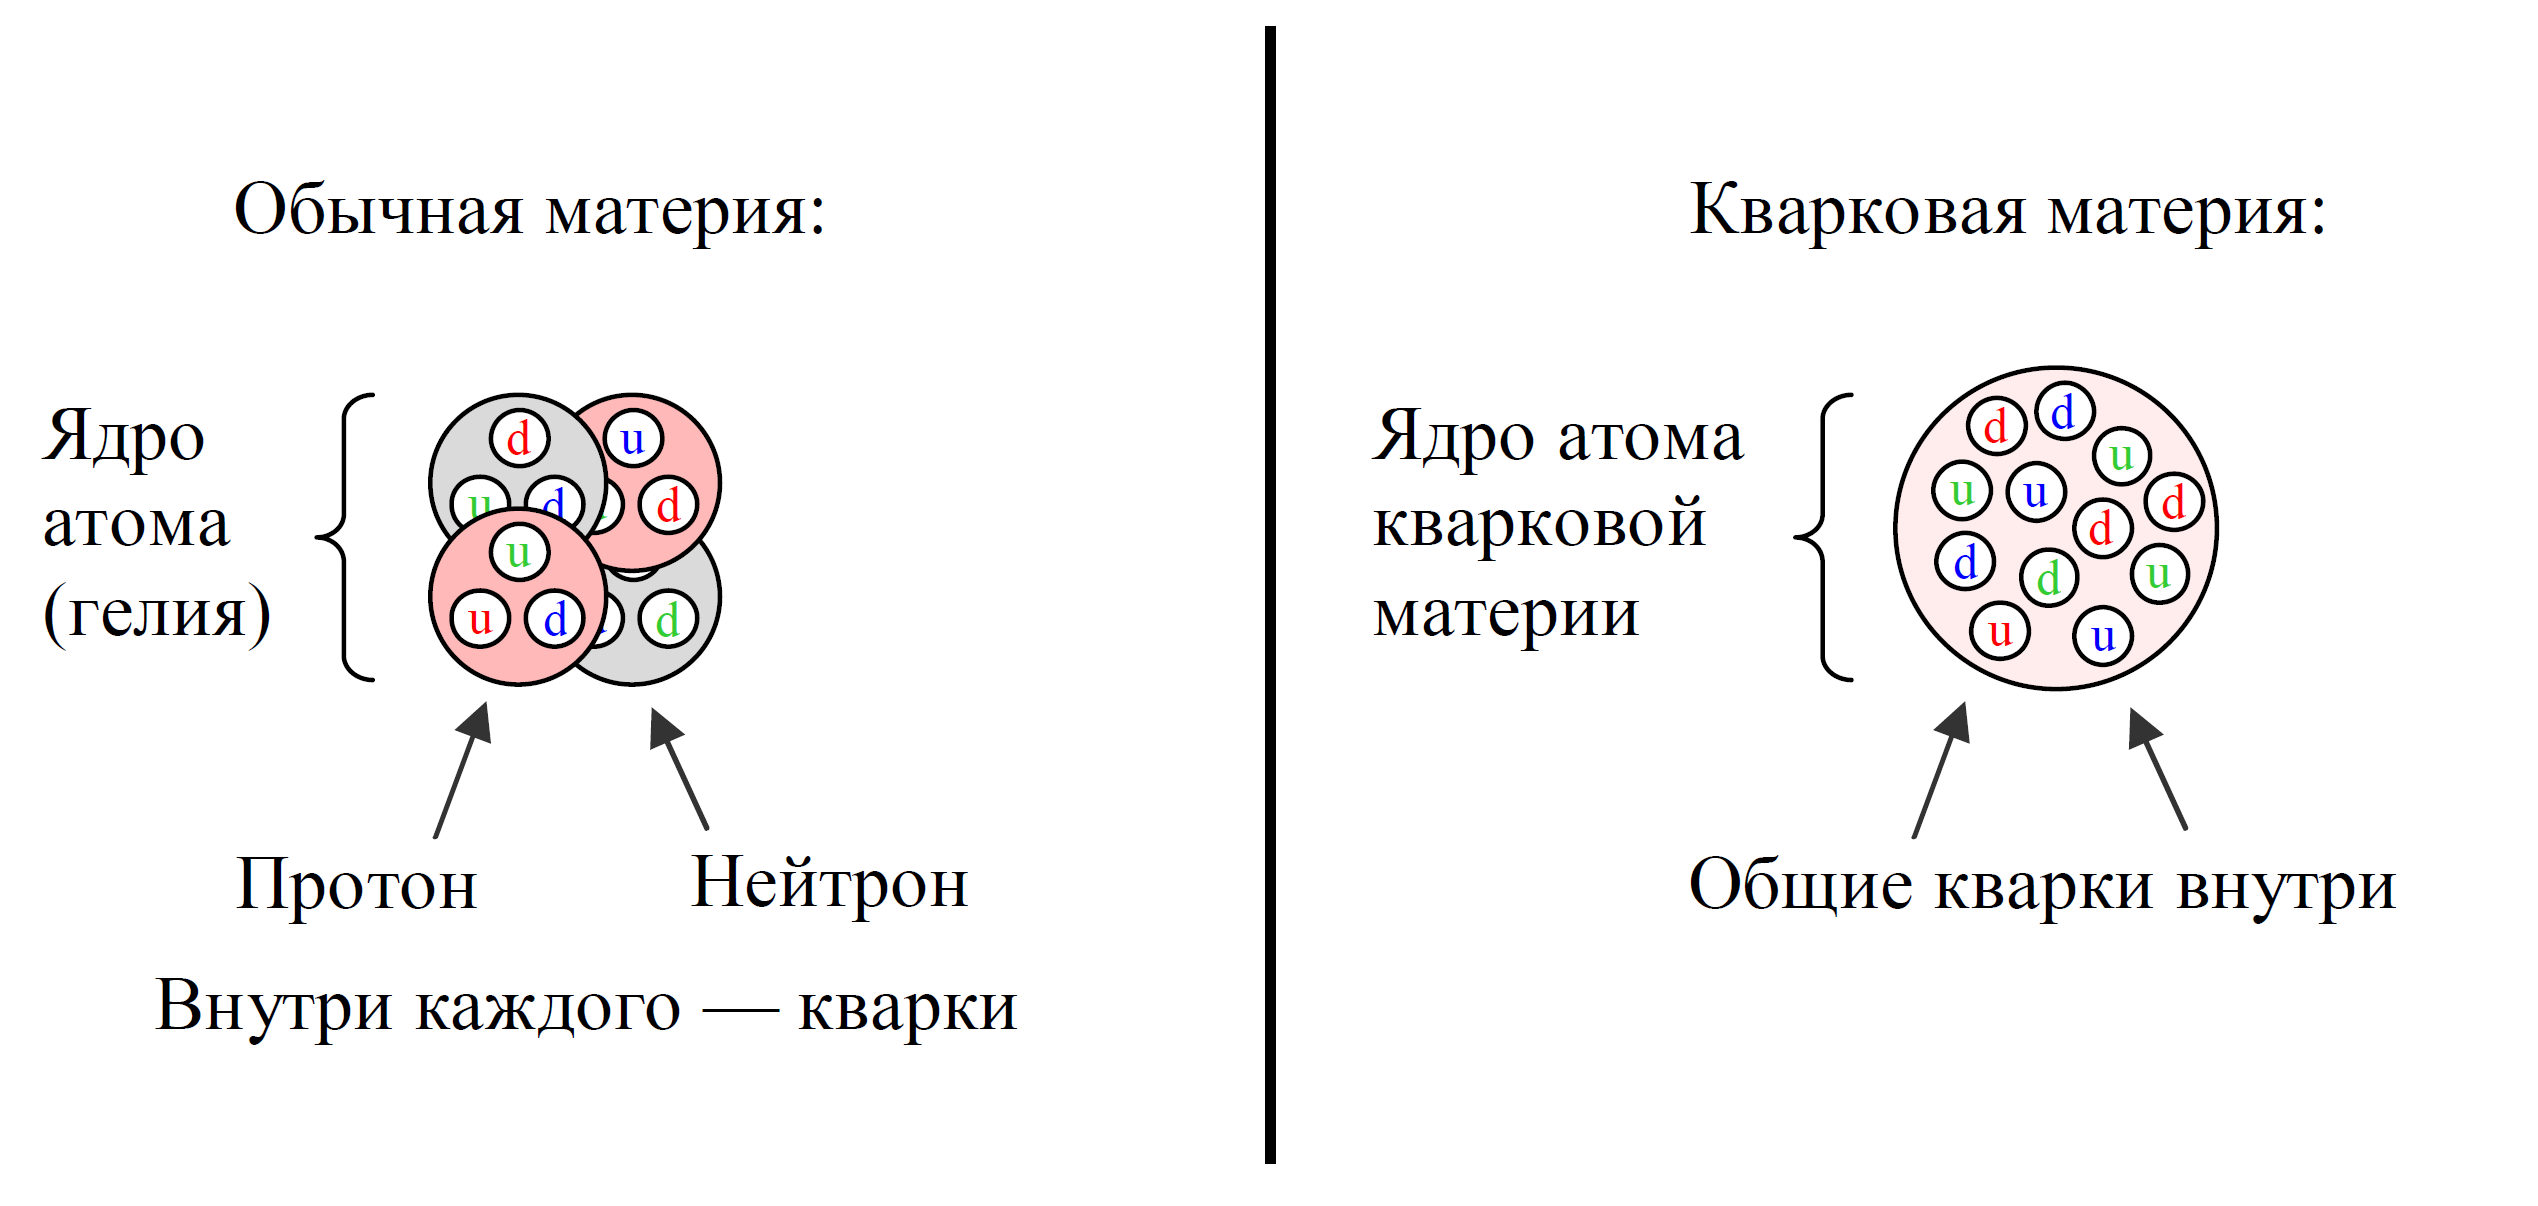 Обычная материя:
Ядро
атома
(гелия)
d
u
u
d
d
u
u
d
d
Протон
Нейтрон
Внутри каждого — кварки
Кварковая материя:
Ядро атома
кварковой
материи
d
d
u
u
u
d
d
d
d
u
u
u
Общие кварки внутри